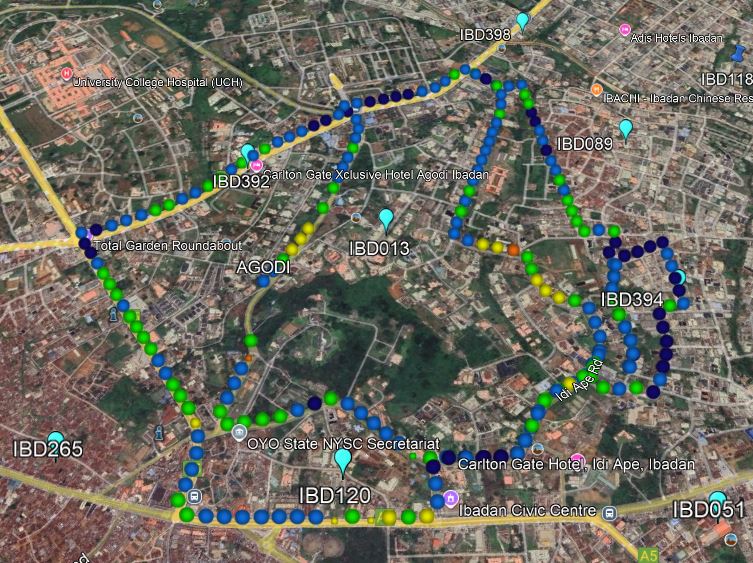 IBD398
Adis Hotels Ibadan
University College Hospital (UCH)
IBD118
IBACHI - Ibadan Chinese Res
IBD089
Carlton Gate Xclusive Hotel Agodi Ibadan
IBD392
Total Garden Roundabout
IBD013
AGODI
IBD394
Idi Ape Rd
OYO State NYSC Secretariat
IBD265
Carlton Gate Hotel, Idi Ape, Ibadan
IBD120
Ibadan Civic Centre
IBD051
A5